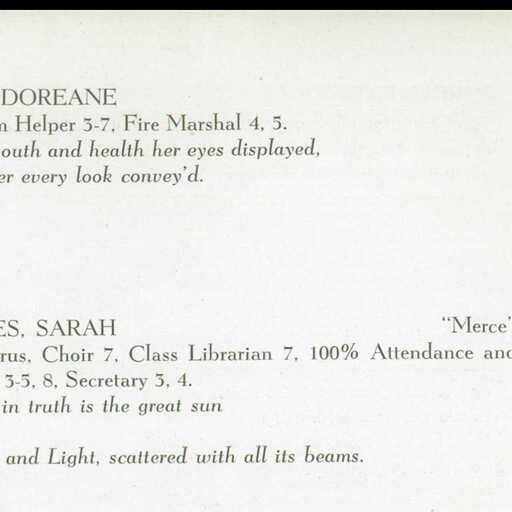 DOREANE
Helper 3-7, Fire Marshal 4, 5.
outh and health her eyes displayed,
er every look convey'd.
ES, SARAH "Merce"
rus, Choir 7, Class Librarian 7, 100% Attendance and
3-5, 8, Secretary 3, 4.
in truth is the great sun
and Light, scattered with all its beams.